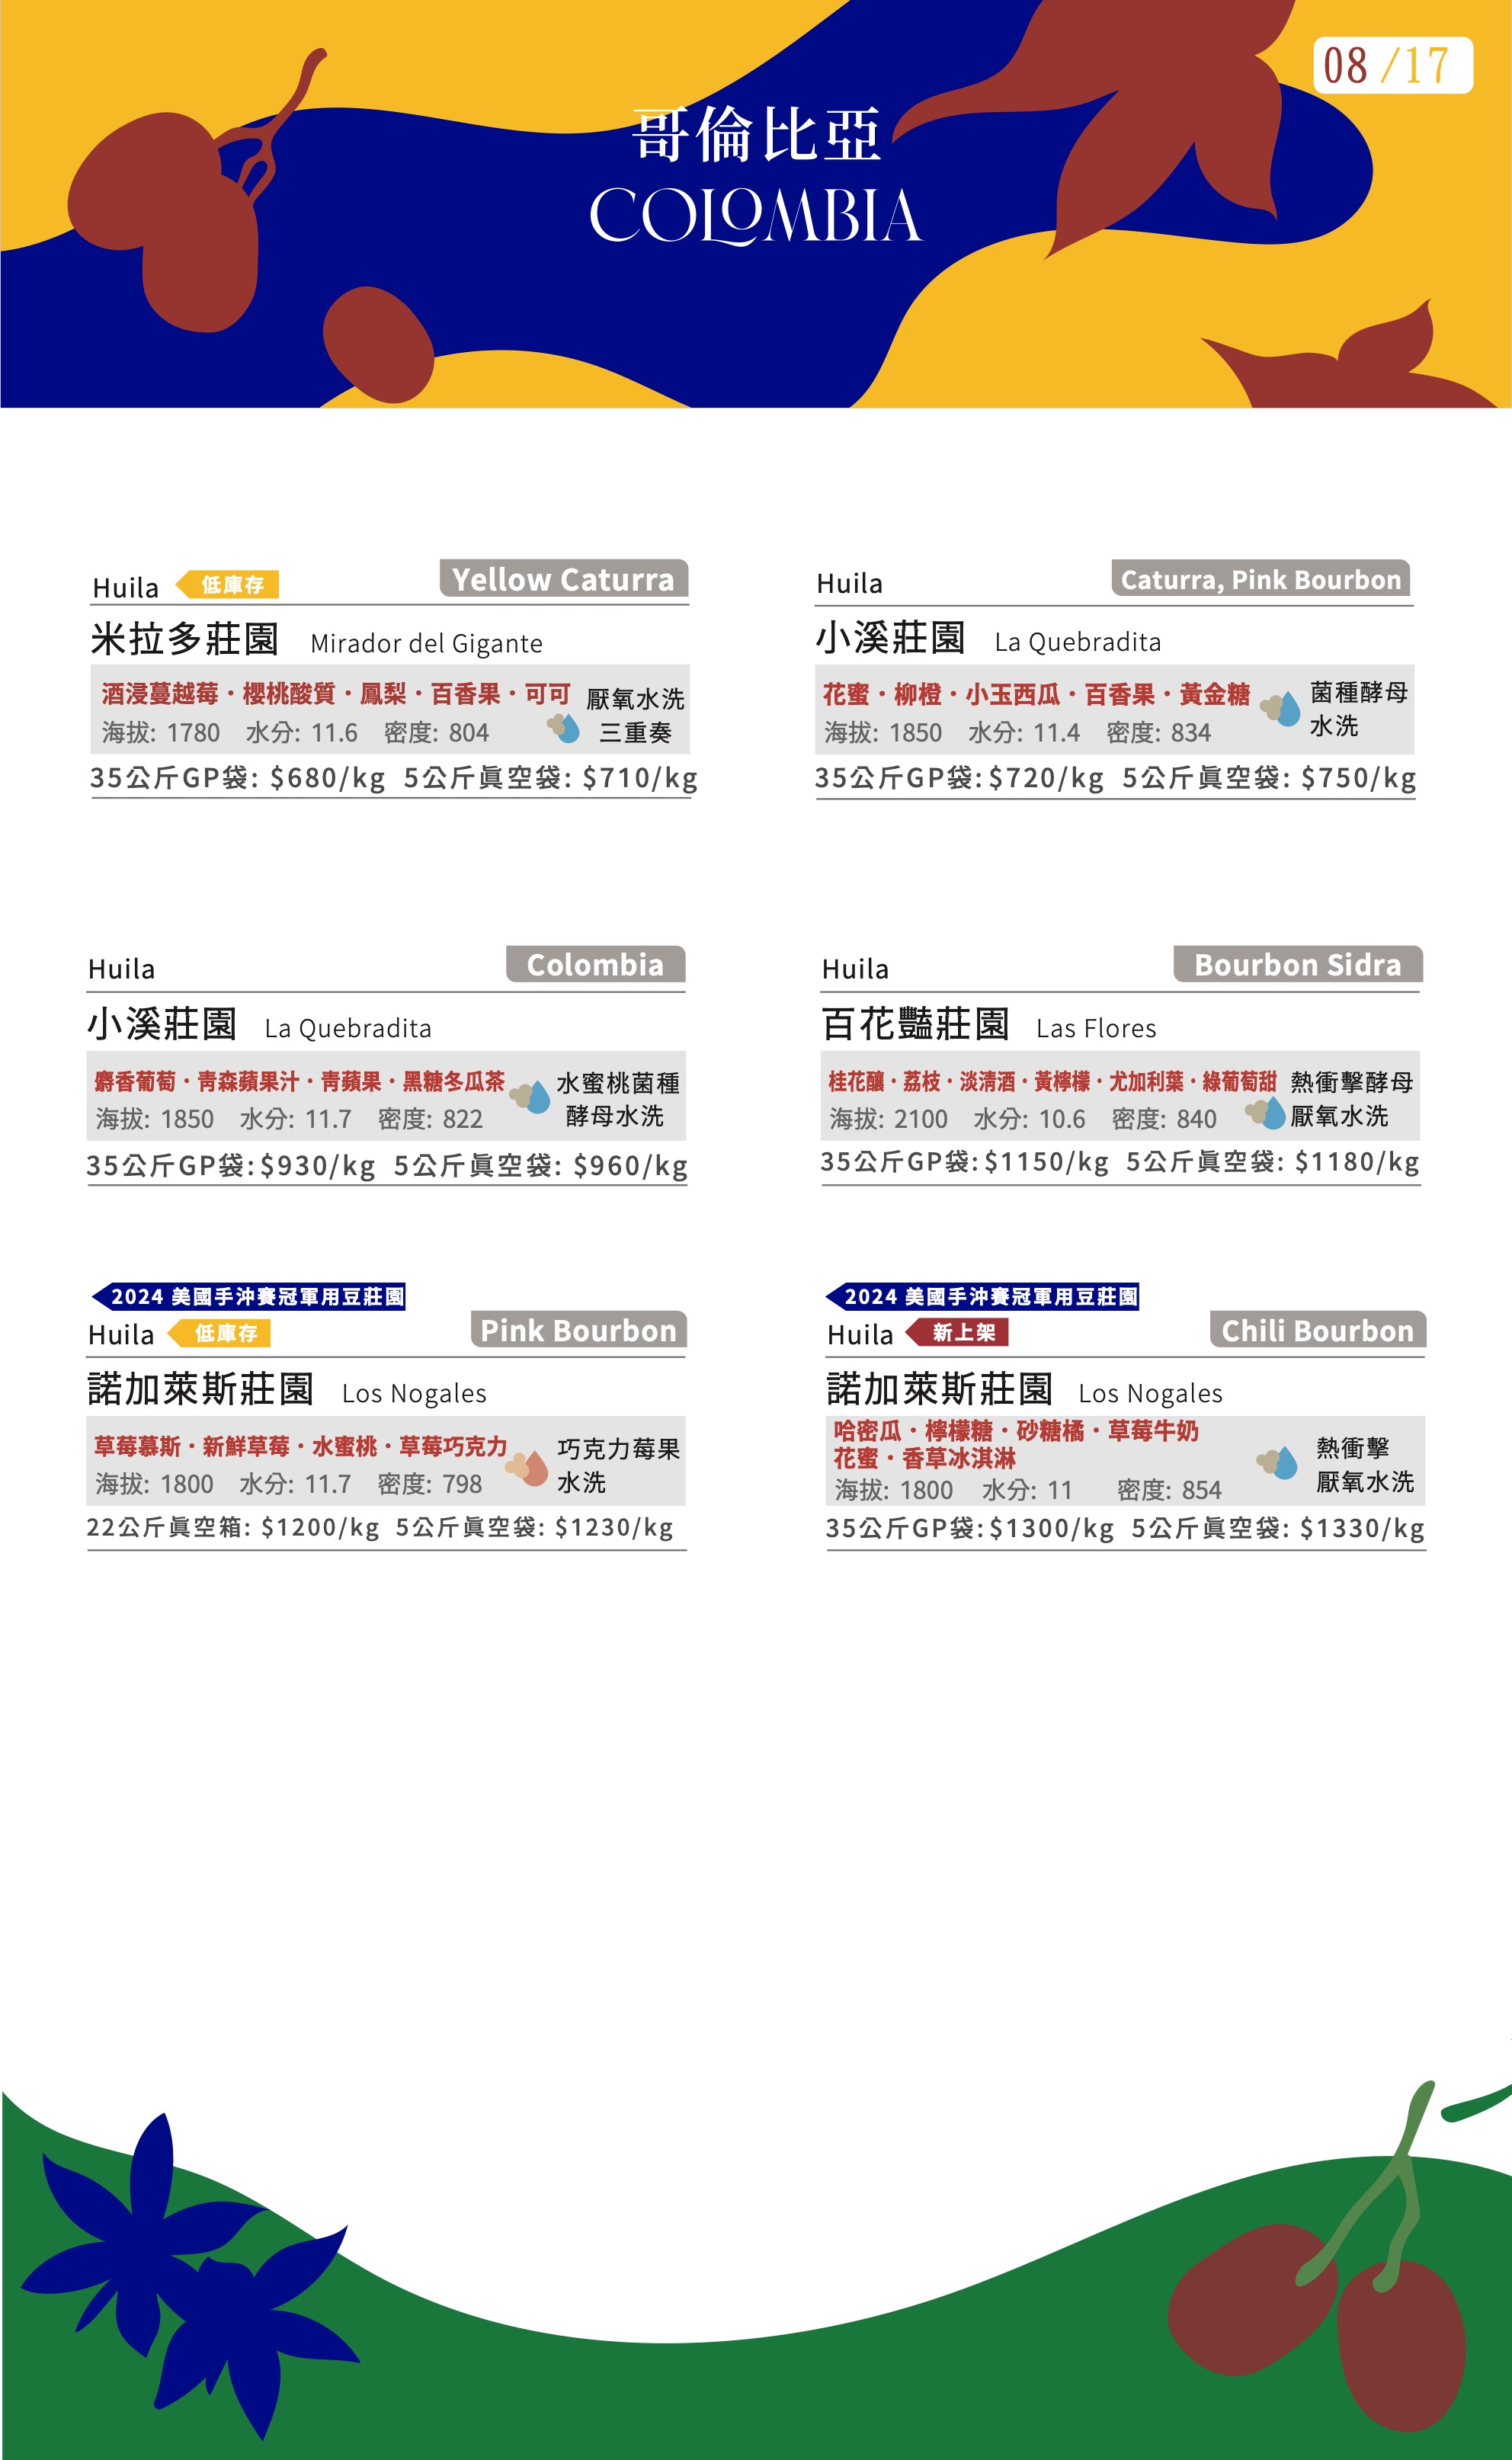 08 /17
哥倫比亞
COLOMBIA
Huila 低庫存 Yellow Caturra
米拉多莊園 Mirador del Gigante
酒浸蔓越莓・櫻桃酸質・鳳梨・百香果・可可 厭氧水洗
海拔: 1780 水分: 11.6 密度: 804 三重奏
35公斤GP袋: $680/kg 5公斤眞空袋: $710/kg
Huila Caturra, Pink Bourbon
小溪莊園 La Quebradita
花蜜・柳橙・小玉西瓜・百香果・黃金糖 菌種酵母
海拔: 1850 水分: 11.4 密度: 834 水洗
35公斤GP袋: $720/kg 5公斤眞空袋: $750/kg
Huila Colombia
小溪莊園 La Quebradita
麝香葡萄・靑森蘋果汁・靑蘋果・黑糖冬瓜茶 水蜜桃菌種
海拔: 1850 水分: 11.7 密度: 822 酵母水洗
35公斤GP袋: $930/kg 5公斤眞空袋: $960/kg
Huila Bourbon Sidra
百花豔莊園 Las Flores
桂花釀・荔枝・淡淸酒・黃檸檬・尤加利葉・綠葡萄甜 熱衝擊酵母
海拔: 2100 水分: 10.6 密度: 840 厭氧水洗
35公斤GP袋: $1150/kg 5公斤眞空袋: $1180/kg
2024 美國手沖賽冠軍用豆莊園
Huila 低庫存 Pink Bourbon
諾加萊斯莊園 Los Nogales
草莓慕斯・新鮮草莓・水蜜桃・草莓巧克力 巧克力莓果
海拔: 1800 水分: 11.7 密度: 798 水洗
22公斤眞空箱: $1200/kg 5公斤眞空袋: $1230/kg
2024 美國手沖賽冠軍用豆莊園
Huila 新上架 Chili Bourbon
諾加萊斯莊園 Los Nogales
哈密瓜・檸檬糖・砂糖橘・草莓牛奶
花蜜・香草冰淇淋 熱衝擊
海拔: 1800 水分: 11 密度: 854 厭氧水洗
35公斤GP袋: $1300/kg 5公斤眞空袋: $1330/kg